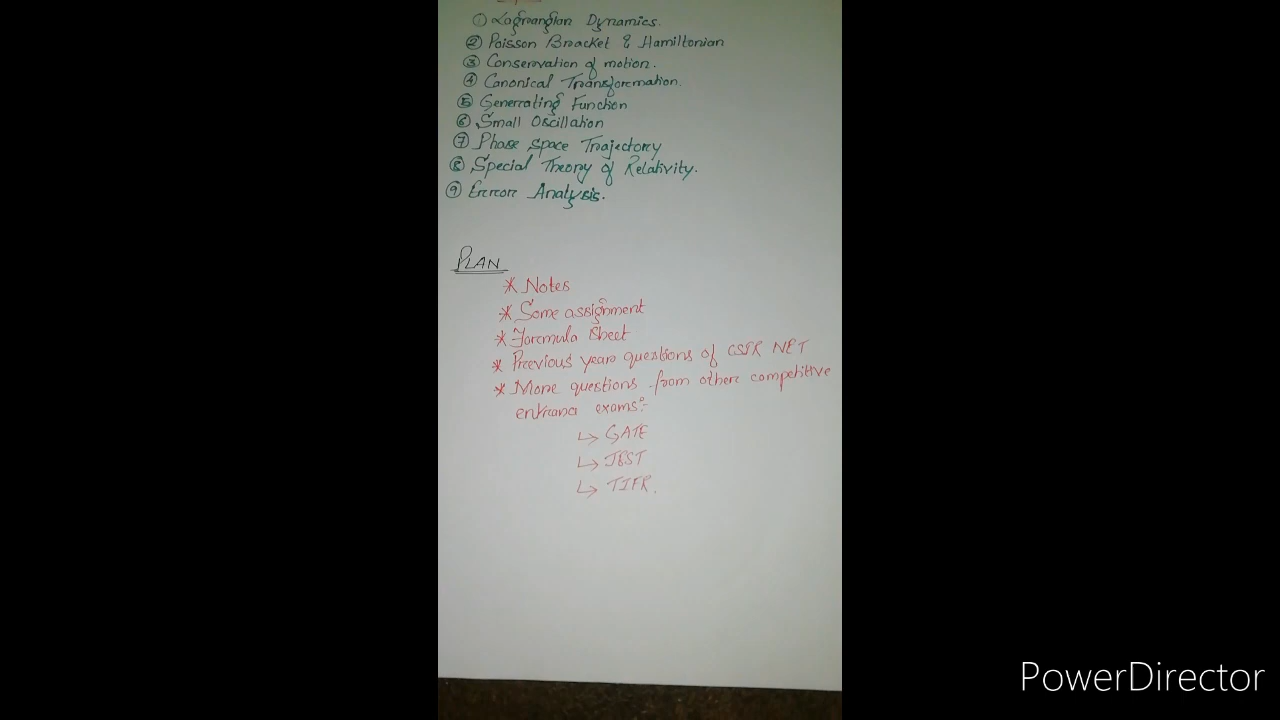 ① Lagrangian Dynamics.
② Poisson Bracket & Hamiltonian
③ Conservation of motion.
④ Canonical Transformation.
⑤ Generating Function
⑥ Small Oscillation
⑦ Phase space Trajectory
⑧ Special Theory of Relativity.
⑨ Error Analysis.
PLAN
* Notes
* Some assignment
* Formula sheet
* Previous years questions of CSIR NET
* More questions from other competitive
entrance exams:-
↳ GATE
↳ JEST
↳ TIFR.
PowerDirector